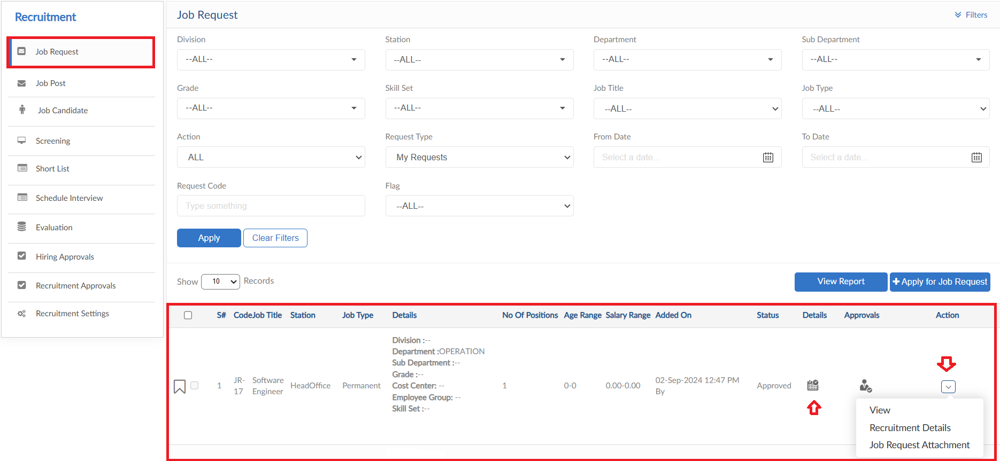 Recruitment
Job Request
Job Post
Job Candidate
Screening
Short List
Schedule Interview
Evaluation
Hiring Approvals
Recruitment Approvals
Recruitment Settings
Job Request
Filters
Division
Station
Department
Sub Department
--ALL--
--ALL--
--ALL--
--ALL--
Grade
Skill Set
Job Title
Job Type
--ALL--
--ALL--
--ALL--
--ALL--
Action
Request Type
From Date
To Date
ALL
My Requests
Select a date...
Select a date...
Request Code
Flag
Type something
--ALL--
Apply
Clear Filters
Show 10 Records
View Report
Apply for Job Request
S# Code Job Title Station Job Type Details No Of Positions Age Range Salary Range Added On Status Details Approvals Action
1
JR-
17
Software
Engineer
HeadOffice
Permanent
Division :--
Department :OPERATION
Sub Department :--
Grade :--
Cost Center: --
Employee Group: --
Skill Set :--
1
0-0
0.00-0.00
02-Sep-2024 12:47 PM
By
Approved
View
Recruitment Details
Job Request Attachment